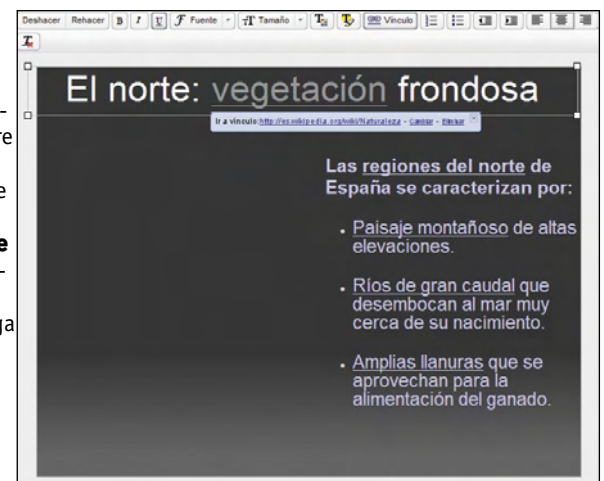 Deshacer Rehacer B I U F Fuente T Tamaño T T Vínculo
T
El norte: vegetación frondosa
Ir a vínculo: http://es.wikipedia.org/wiki/Naturaleza - Cambiar - Eliminar
Las regiones del norte de
España se caracterizan por:
• Paisaje montañoso de altas
elevaciones.
• Ríos de gran caudal que
desembocan al mar muy
cerca de su nacimiento.
• Amplias llanuras que se
aprovechan para la
alimentación del ganado.